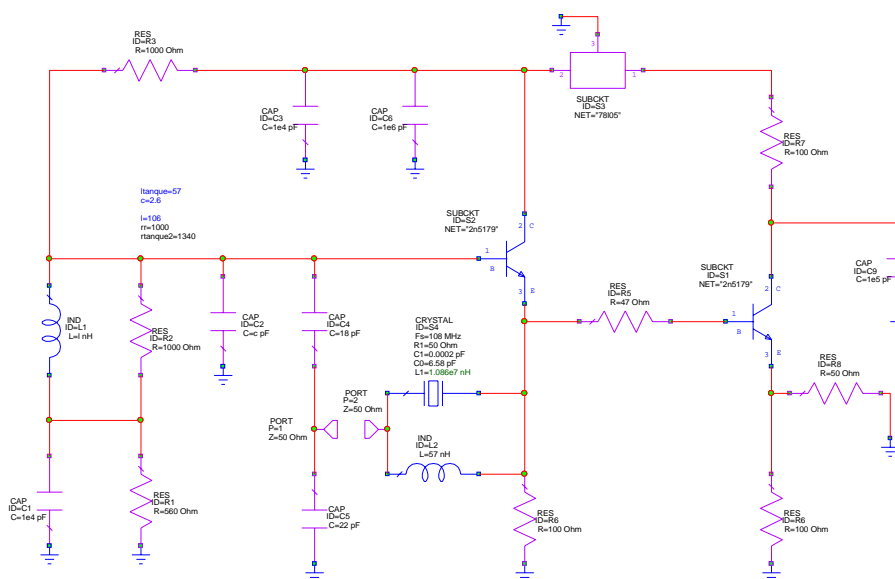 RES
ID=R3
R=1000 Ohm
CAP
ID=C3
C=1e4 pF
CAP
ID=C6
C=1e6 pF
3
2
1
SUBCKT
ID=S3
NET="78l05"
RES
ID=R7
R=100 Ohm
ltanque=57
c=2.6
l=106
rr=1000
rtanque2=1340
SUBCKT
ID=S2
NET="2n5179"
2
C
1
B
3
E
IND
ID=L1
L=l nH
RES
ID=R2
R=1000 Ohm
CAP
ID=C2
C=c pF
CAP
ID=C4
C=18 pF
RES
ID=R5
R=47 Ohm
SUBCKT
ID=S1
NET="2n5179"
2
C
1
B
3
E
CAP
ID=C9
C=1e5 pF
CRYSTAL
ID=S4
Fs=108 MHz
R1=50 Ohm
C1=0.0002 pF
C0=6.58 pF
L1=1.086e7 nH
RES
ID=R8
R=50 Ohm
PORT
P=1
Z=50 Ohm
PORT
P=2
Z=50 Ohm
IND
ID=L2
L=57 nH
CAP
ID=C1
C=1e4 pF
RES
ID=R1
R=560 Ohm
CAP
ID=C5
C=22 pF
RES
ID=R6
R=100 Ohm
RES
ID=R6
R=100 Ohm